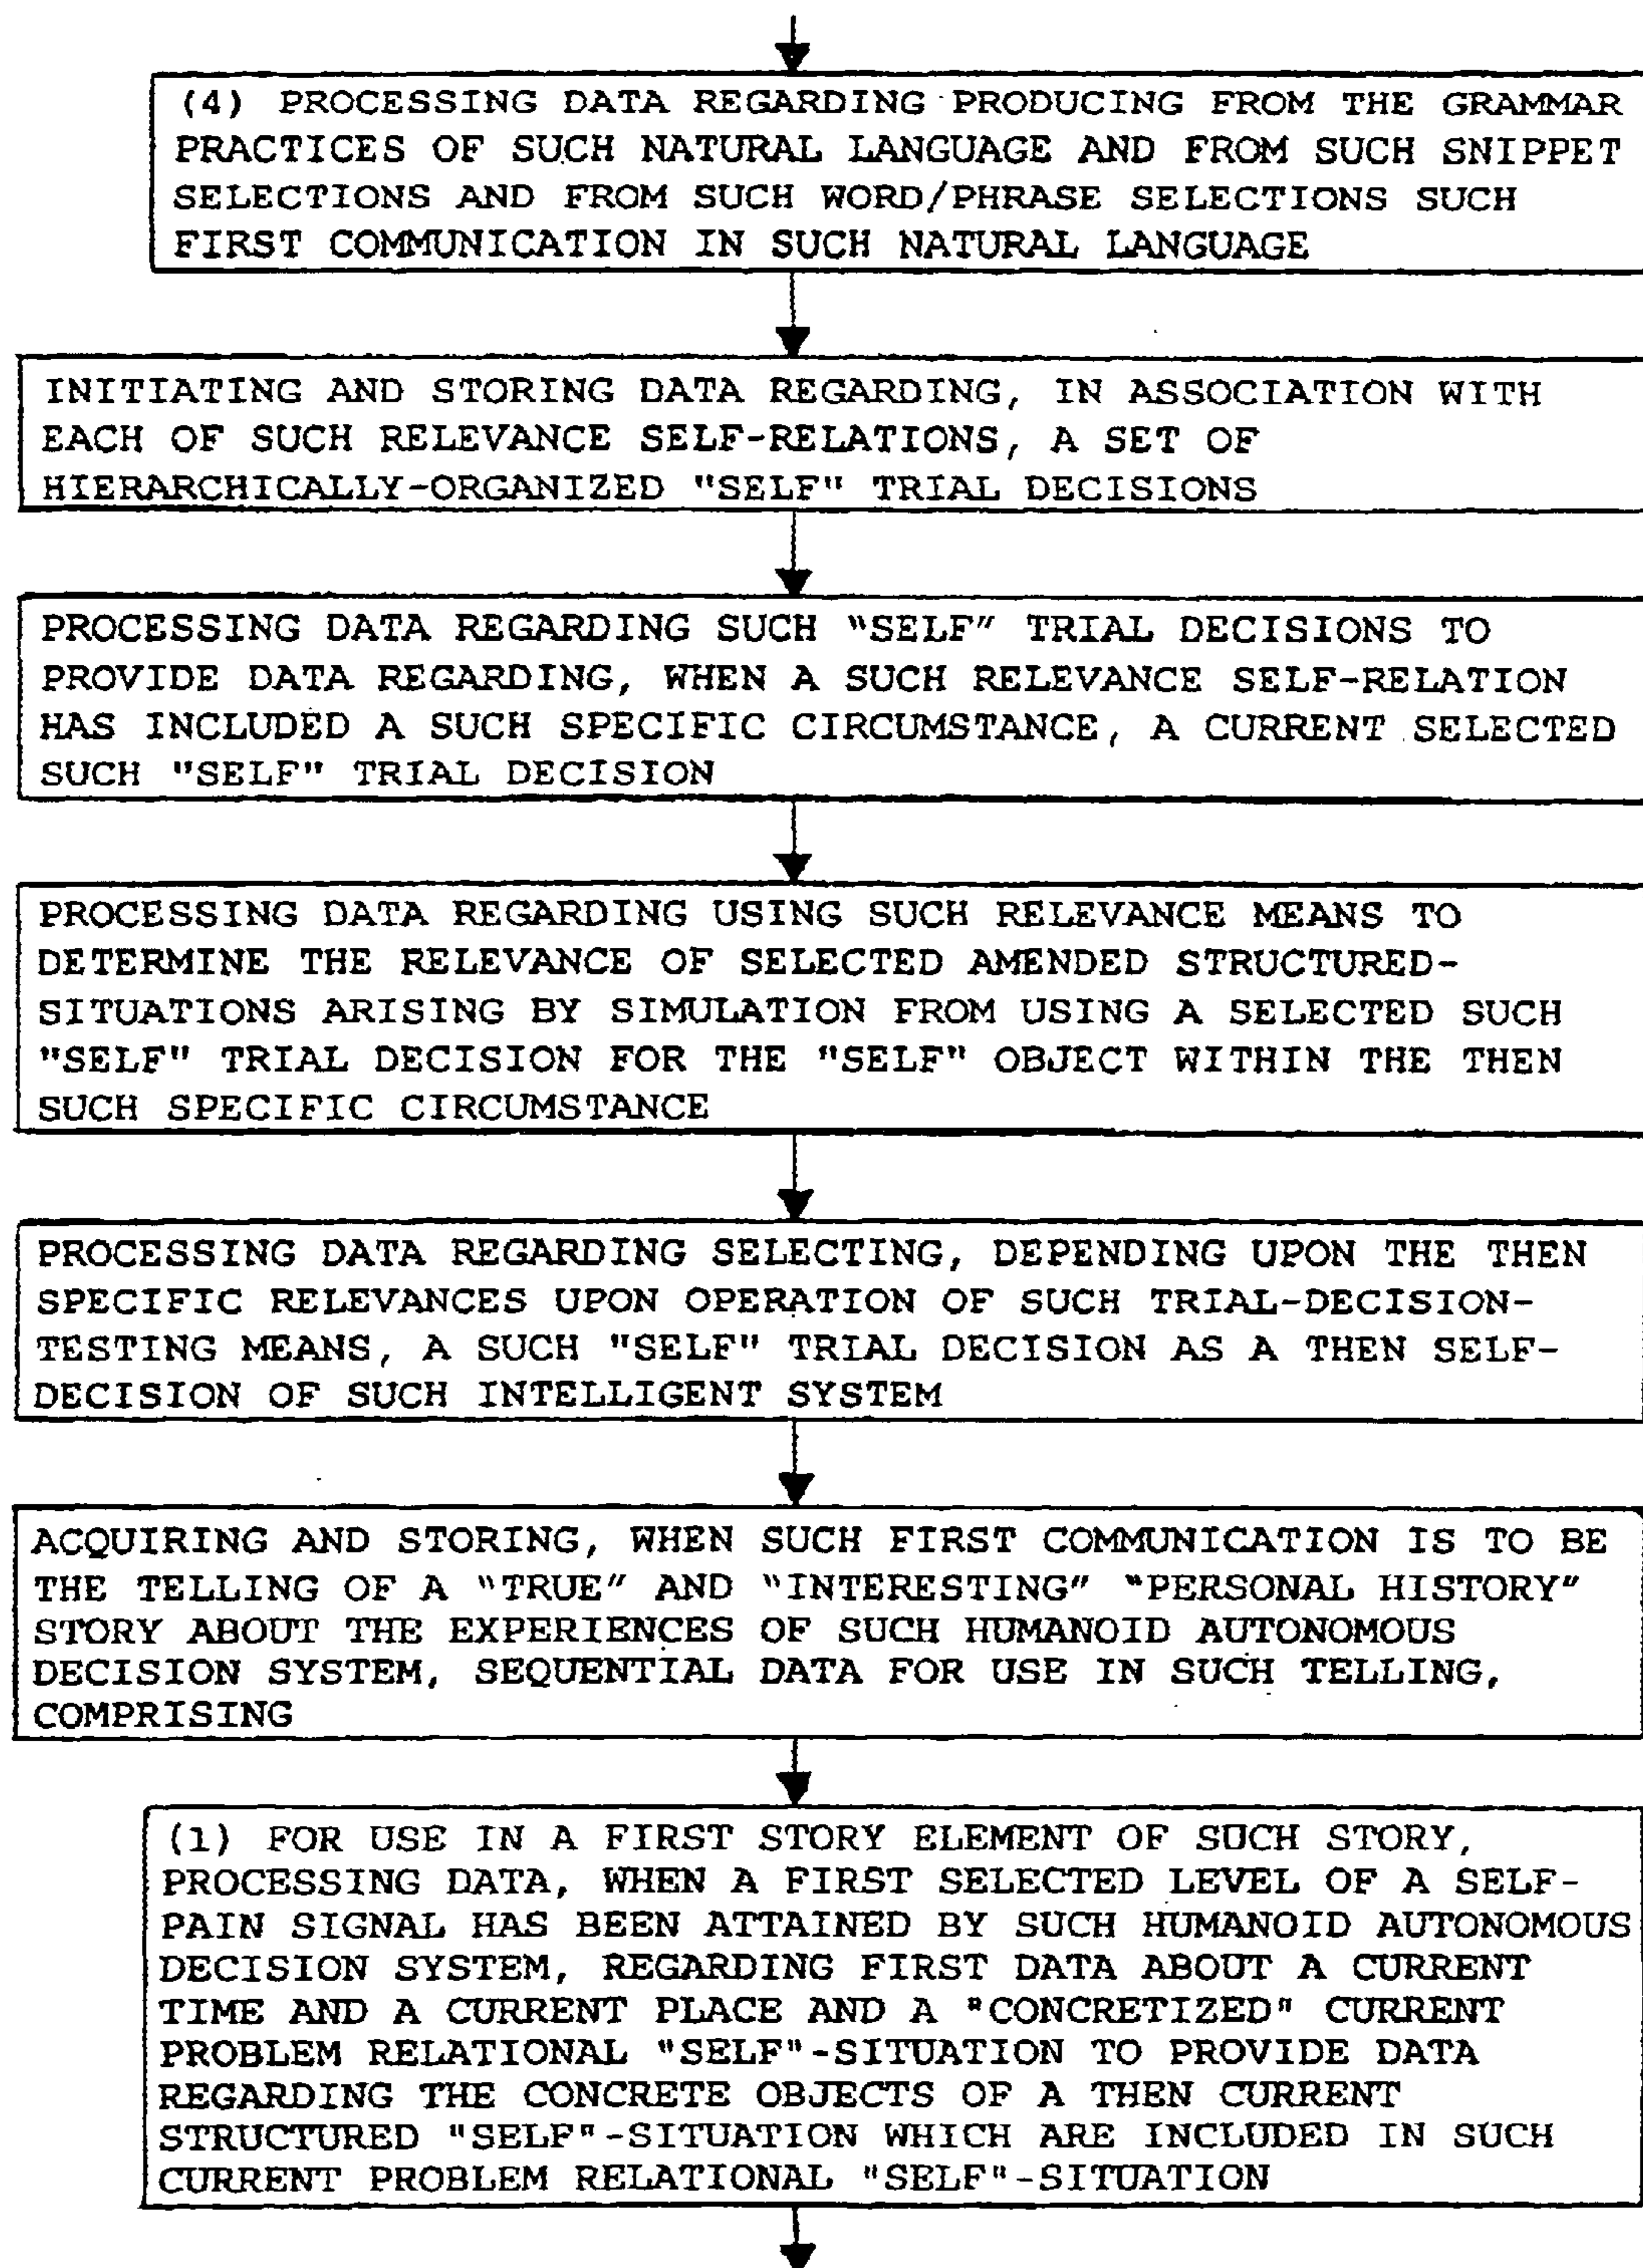 (4) PROCESSING DATA REGARDING PRODUCING FROM THE GRAMMAR
PRACTICES OF SUCH NATURAL LANGUAGE AND FROM SUCH SNIPPET
SELECTIONS AND FROM SUCH WORD/PHRASE SELECTIONS SUCH
FIRST COMMUNICATION IN SUCH NATURAL LANGUAGE
INITIATING AND STORING DATA REGARDING, IN ASSOCIATION WITH
EACH OF SUCH RELEVANCE SELF-RELATIONS, A SET OF
HIERARCHICALLY-ORGANIZED "SELF" TRIAL DECISIONS
PROCESSING DATA REGARDING SUCH "SELF" TRIAL DECISIONS TO
PROVIDE DATA REGARDING, WHEN A SUCH RELEVANCE SELF-RELATION
HAS INCLUDED A SUCH SPECIFIC CIRCUMSTANCE, A CURRENT SELECTED
SUCH "SELF" TRIAL DECISION
PROCESSING DATA REGARDING USING SUCH RELEVANCE MEANS TO
DETERMINE THE RELEVANCE OF SELECTED AMENDED STRUCTURED-
SITUATIONS ARISING BY SIMULATION FROM USING A SELECTED SUCH
"SELF" TRIAL DECISION FOR THE "SELF" OBJECT WITHIN THE THEN
SUCH SPECIFIC CIRCUMSTANCE
PROCESSING DATA REGARDING SELECTING, DEPENDING UPON THE THEN
SPECIFIC RELEVANCES UPON OPERATION OF SUCH TRIAL-DECISION-
TESTING MEANS, A SUCH "SELF" TRIAL DECISION AS A THEN SELF-
DECISION OF SUCH INTELLIGENT SYSTEM
ACQUIRING AND STORING, WHEN SUCH FIRST COMMUNICATION IS TO BE
THE TELLING OF A "TRUE" AND "INTERESTING" "PERSONAL HISTORY"
STORY ABOUT THE EXPERIENCES OF SUCH HUMANOID AUTONOMOUS
DECISION SYSTEM, SEQUENTIAL DATA FOR USE IN SUCH TELLING,
COMPRISING
(1) FOR USE IN A FIRST STORY ELEMENT OF SUCH STORY,
PROCESSING DATA, WHEN A FIRST SELECTED LEVEL OF A SELF-
PAIN SIGNAL HAS BEEN ATTAINED BY SUCH HUMANOID AUTONOMOUS
DECISION SYSTEM, REGARDING FIRST DATA ABOUT A CURRENT
TIME AND A CURRENT PLACE AND A "CONCRETIZED" CURRENT
PROBLEM RELATIONAL "SELF"-SITUATION TO PROVIDE DATA
REGARDING THE CONCRETE OBJECTS OF A THEN CURRENT
STRUCTURED "SELF"-SITUATION WHICH ARE INCLUDED IN SUCH
CURRENT PROBLEM RELATIONAL "SELF"-SITUATION